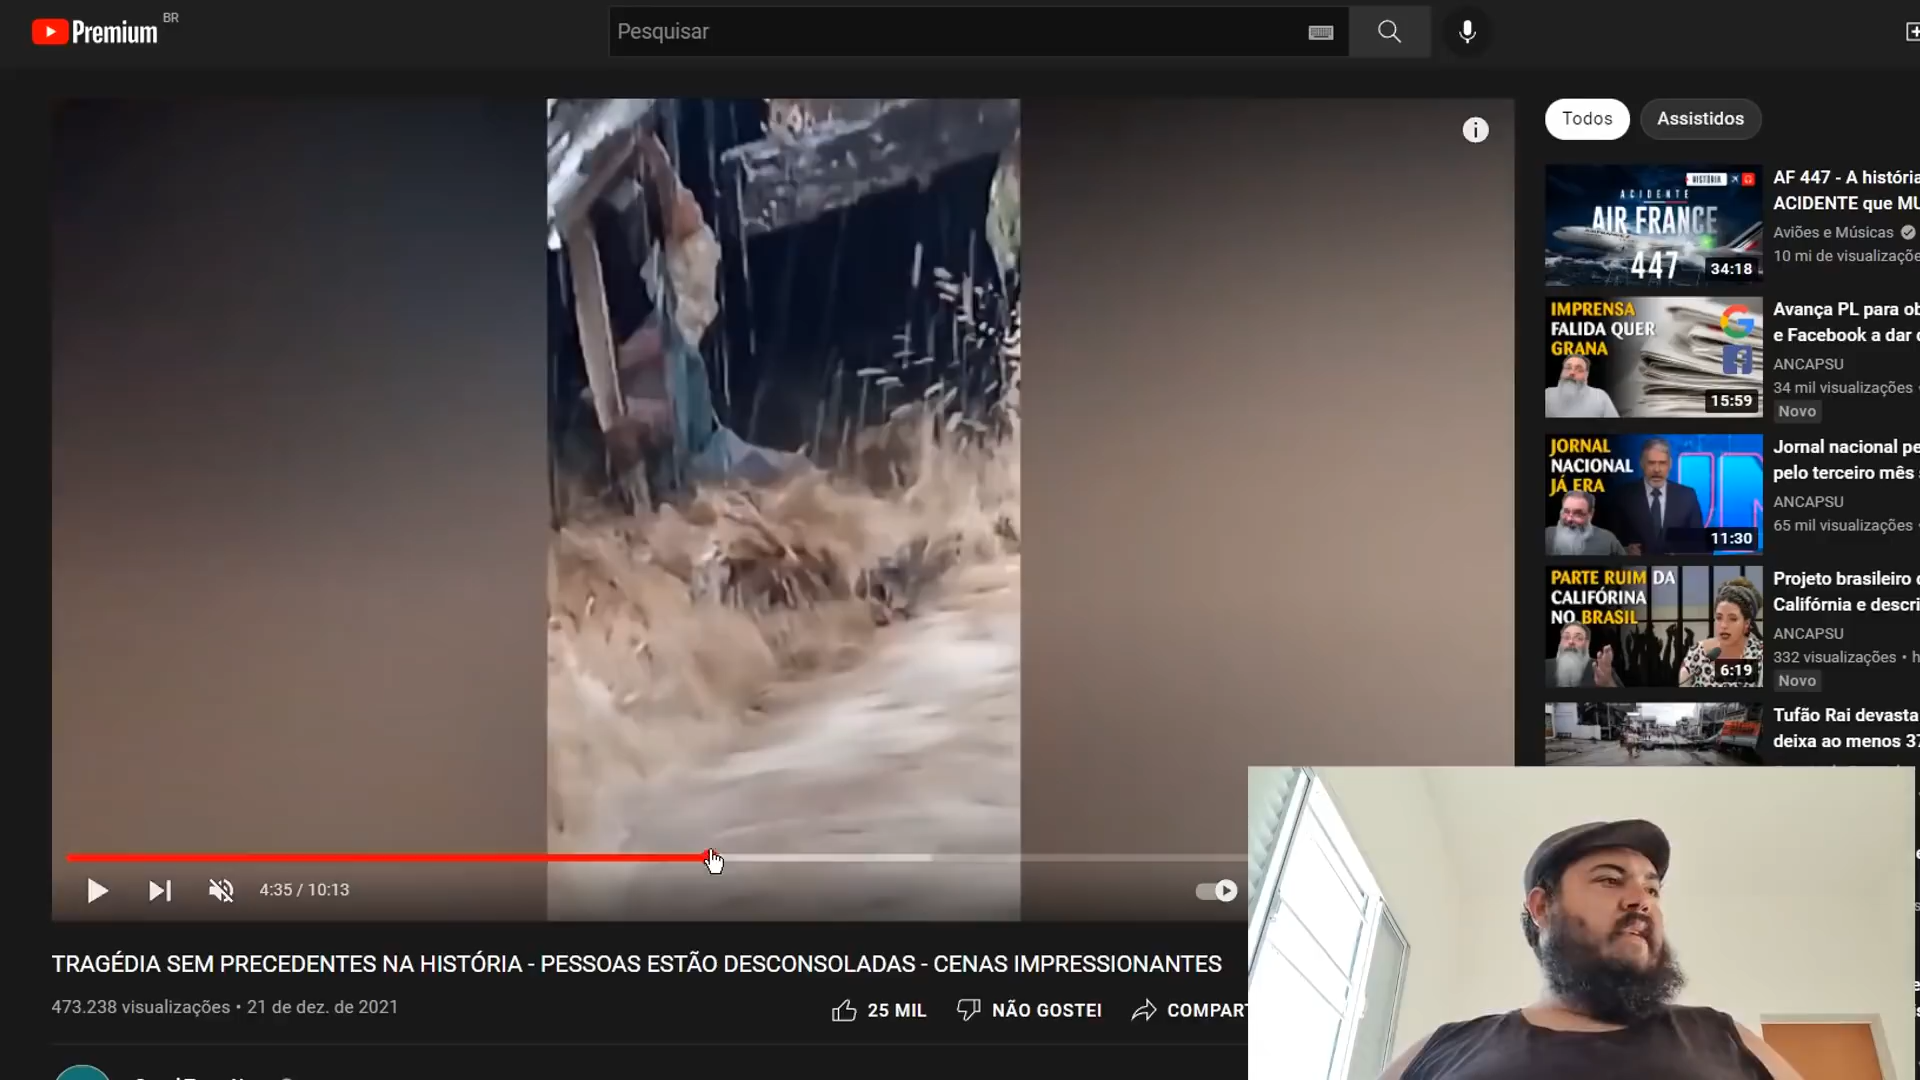 Premium BR
Pesquisar
Todos
Assistidos
HISTÓRIA
ACIDENTE
AIR FRANCE
447
34:18
AF 447 - A história
ACIDENTE que MU
Aviões e Músicas
10 mi de visualizaçõe
IMPRENSA
FALIDA QUER
GRANA
15:59
Avança PL para ob
e Facebook a dar
ANCAPSU
34 mil visualizações
Novo
JORNAL
NACIONAL
JÁ ERA
11:30
Jornal nacional pe
pelo terceiro mês
ANCAPSU
65 mil visualizações
PARTE RUIM DA
CALIFÓRINA
NO BRASIL
6:19
Projeto brasileiro
Califórnia e descri
ANCAPSU
332 visualizações • h
Novo
Tufão Rai devasta
deixa ao menos 37
4:35 / 10:13
TRAGÉDIA SEM PRECEDENTES NA HISTÓRIA - PESSOAS ESTÃO DESCONSOLADAS - CENAS IMPRESSIONANTES
473.238 visualizações • 21 de dez. de 2021
25 MIL
NÃO GOSTEI
COMPART